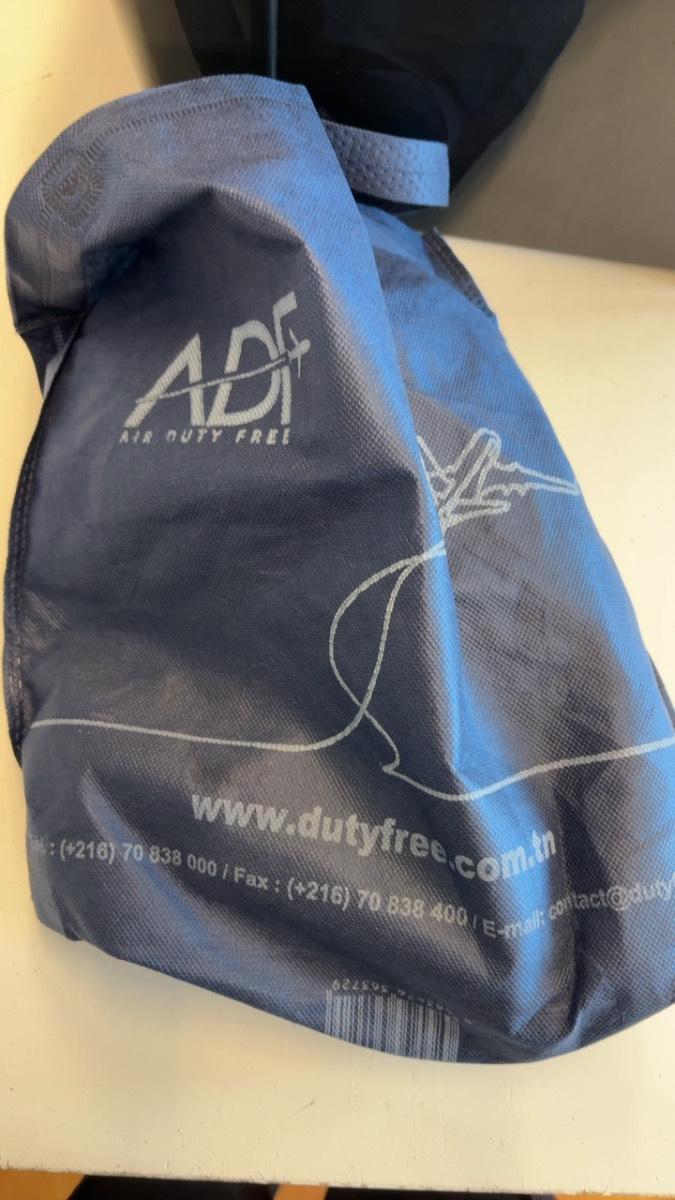 ADF
AIR DUTY FREE
www.dutyfree.com.tn
: (+216) 70 838 000 / Fax : (+216) 70 838 400 / E-mail: contact@duty
563729